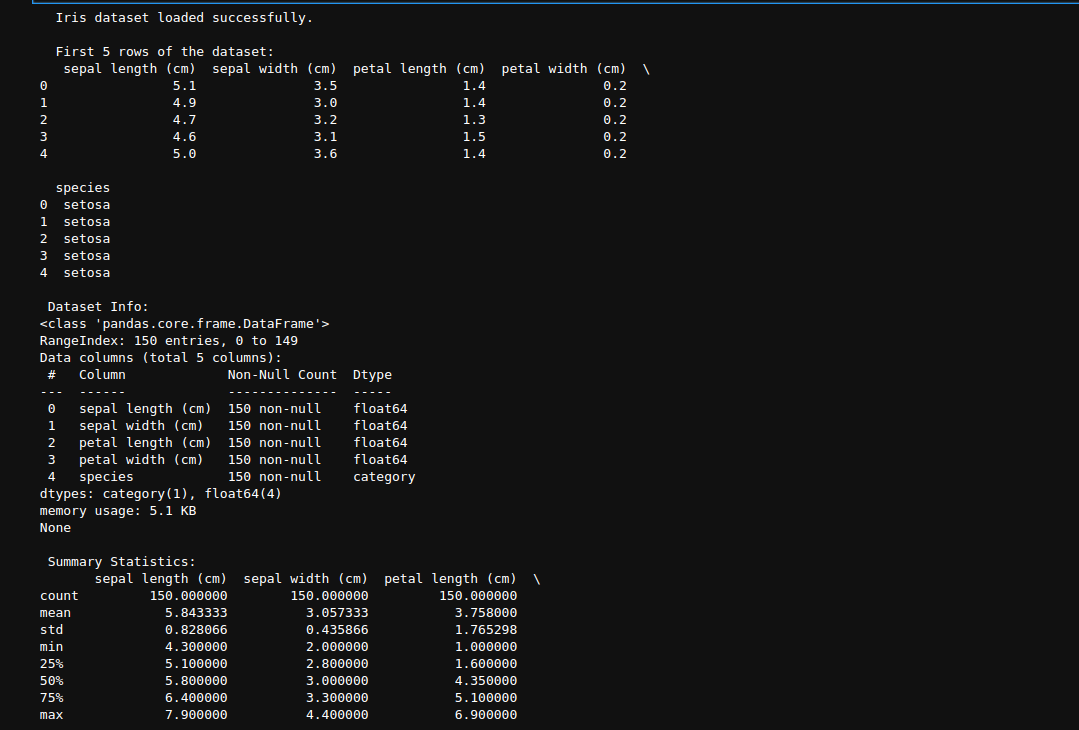 Iris dataset loaded successfully.
First 5 rows of the dataset:
   sepal length (cm)  sepal width (cm)  petal length (cm)  petal width (cm)  \
0                5.1               3.5                1.4               0.2
1                4.9               3.0                1.4               0.2
2                4.7               3.2                1.3               0.2
3                4.6               3.1                1.5               0.2
4                5.0               3.6                1.4               0.2
  species
0  setosa
1  setosa
2  setosa
3  setosa
4  setosa
 Dataset Info:
<class 'pandas.core.frame.DataFrame'>
RangeIndex: 150 entries, 0 to 149
Data columns (total 5 columns):
 #   Column             Non-Null Count  Dtype
---  ------             --------------  -----
 0   sepal length (cm)  150 non-null    float64
 1   sepal width (cm)   150 non-null    float64
 2   petal length (cm)  150 non-null    float64
 3   petal width (cm)   150 non-null    float64
 4   species            150 non-null    category
dtypes: category(1), float64(4)
memory usage: 5.1 KB
None
 Summary Statistics:
       sepal length (cm)  sepal width (cm)  petal length (cm)  \
count         150.000000        150.000000         150.000000
mean            5.843333          3.057333           3.758000
std             0.828066          0.435866           1.765298
min             4.300000          2.000000           1.000000
25%             5.100000          2.800000           1.600000
50%             5.800000          3.000000           4.350000
75%             6.400000          3.300000           5.100000
max             7.900000          4.400000           6.900000